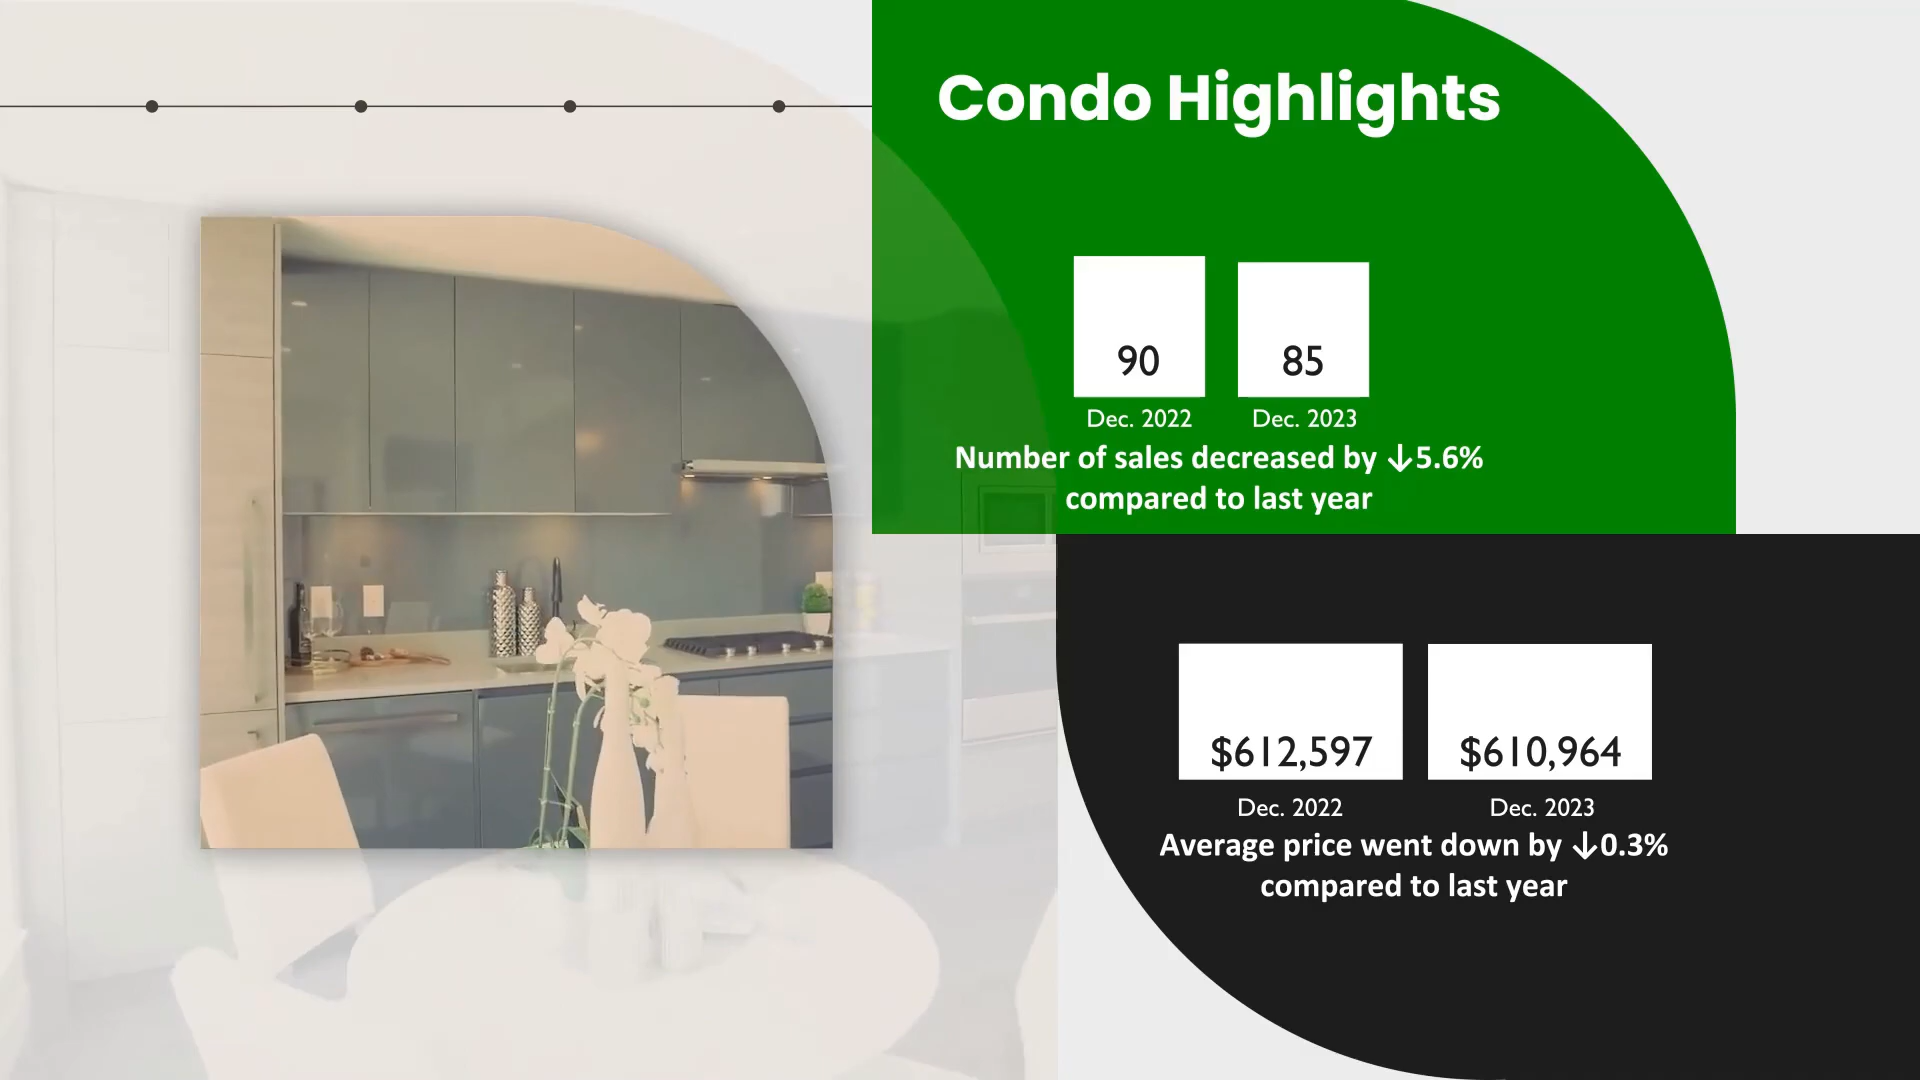 Condo Highlights
90 85
Dec. 2022 Dec. 2023
Number of sales decreased by ↓5.6%
compared to last year
$612,597 $610,964
Dec. 2022 Dec. 2023
Average price went down by ↓0.3%
compared to last year